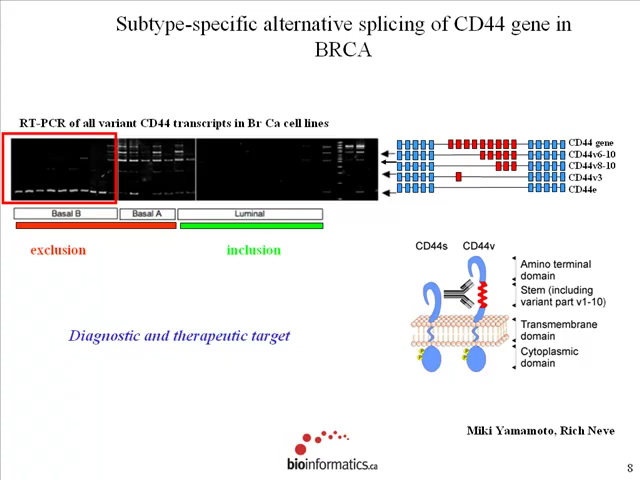 Subtype-specific alternative splicing of CD44 gene in
BRCA
RT-PCR of all variant CD44 transcripts in Br Ca cell lines
CD44 gene
CD44v6-10
CD44v8-10
CD44v3
CD44e
Basal B
Basal A
Luminal
exclusion
inclusion
CD44s
CD44v
Amino terminal
domain
Stem (including
variant part v1-10)
Transmembrane
domain
Cytoplasmic
domain
Diagnostic and therapeutic target
Miki Yamamoto, Rich Neve
bioinformatics.ca
8